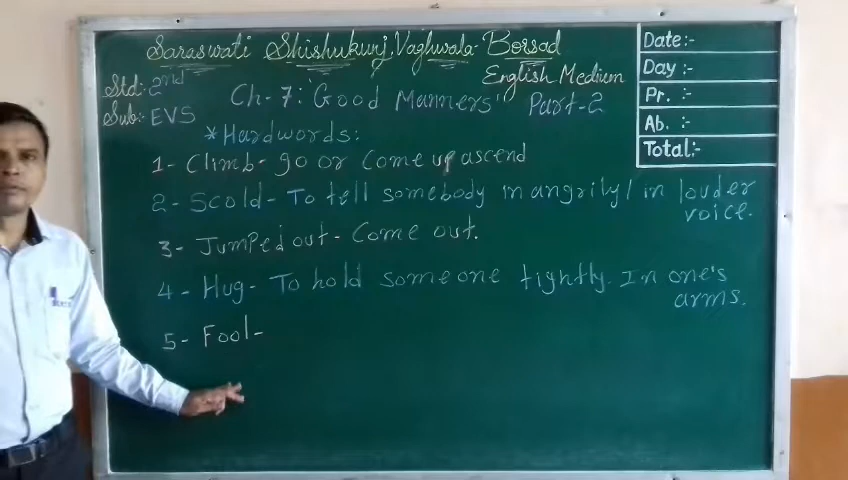 Saraswati Shishukunj, Vaghwala-Borsad
English Medium
Std:- 2nd
Sub:- EVS
Ch-7: Good Manners" Part-2
*Hardwords:
1- Climb- go or Come up ascend
2- Scold- To tell somebody in angrily/ in louder
voice.
3- Jumped out- Come out.
4- Hug- To hold someone tightly. In one's
arms.
5- Fool-
Date:-
Day :-
Pr. :-
Ab. :-
Total:-